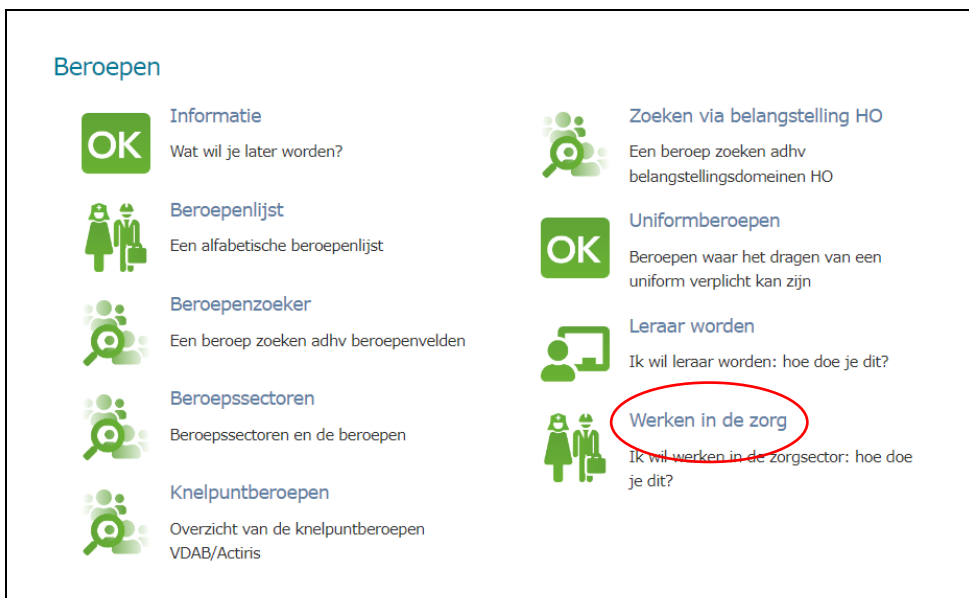 Beroepen
OK
Informatie
Wat wil je later worden?
Beroepenlijst
Een alfabetische beroepenlijst
Beroepenzoeker
Een beroep zoeken adhv beroepenvelden
Beroepssectoren
Beroepssectoren en de beroepen
Knelpuntberoepen
Overzicht van de knelpuntberoepen
VDAB/Actiris
Zoeken via belangstelling HO
Een beroep zoeken adhv
belangstellingsdomeinen HO
OK
Uniformberoepen
Beroepen waar het dragen van een
uniform verplicht kan zijn
Leraar worden
Ik wil leraar worden: hoe doe je dit?
Werken in de zorg
Ik wil werken in de zorgsector: hoe doe
je dit?